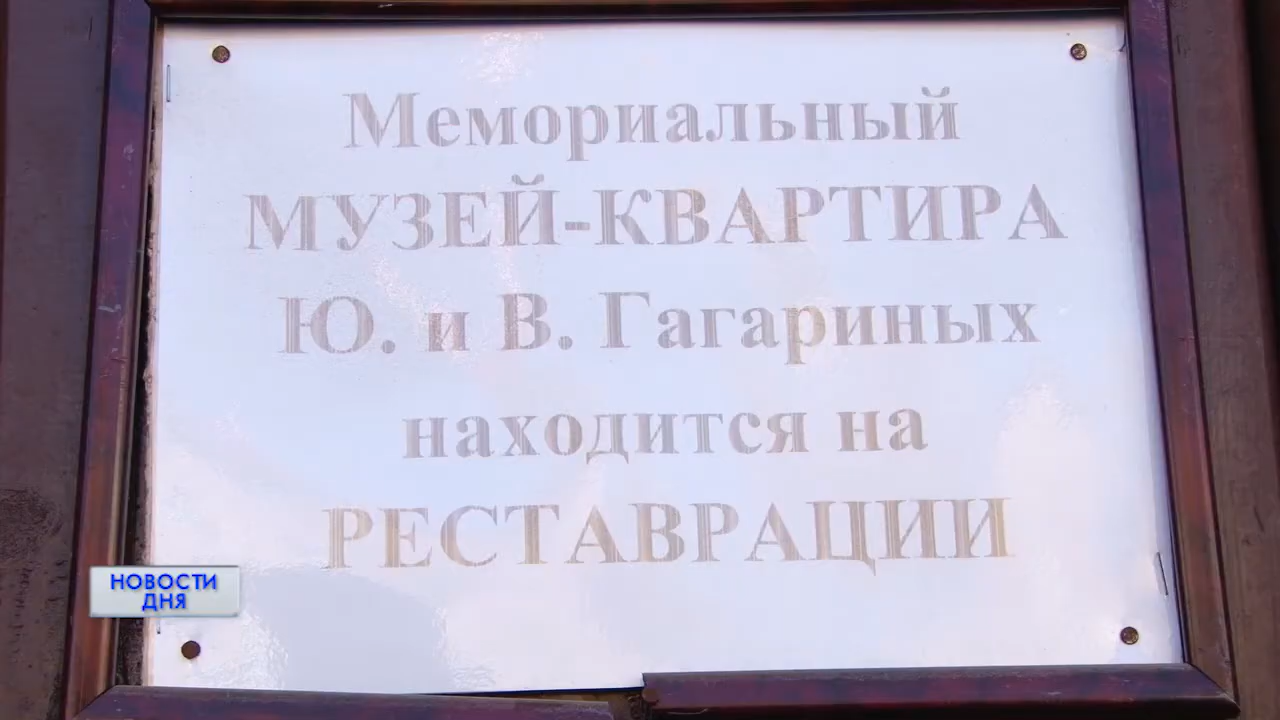 Мемориальный
МУЗЕЙ-КВАРТИРА
Ю. и В. Гагариных
находится на
РЕСТАВРАЦИИ
НОВОСТИ
ДНЯ